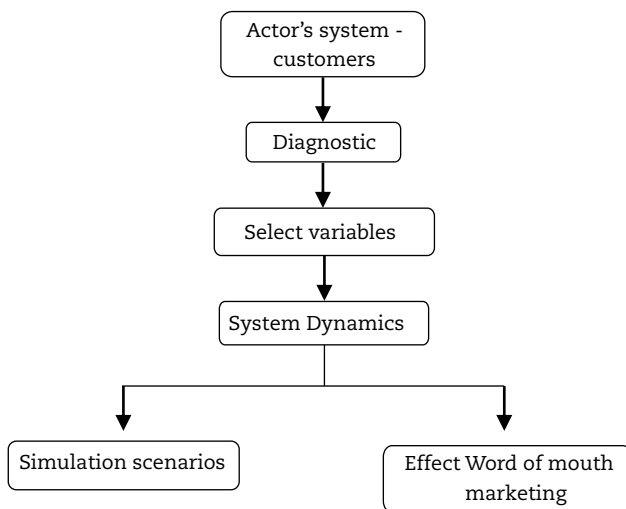 Actor’s system -
customers
Diagnostic
Select variables
System Dynamics
Simulation scenarios
Effect Word of mouth
marketing